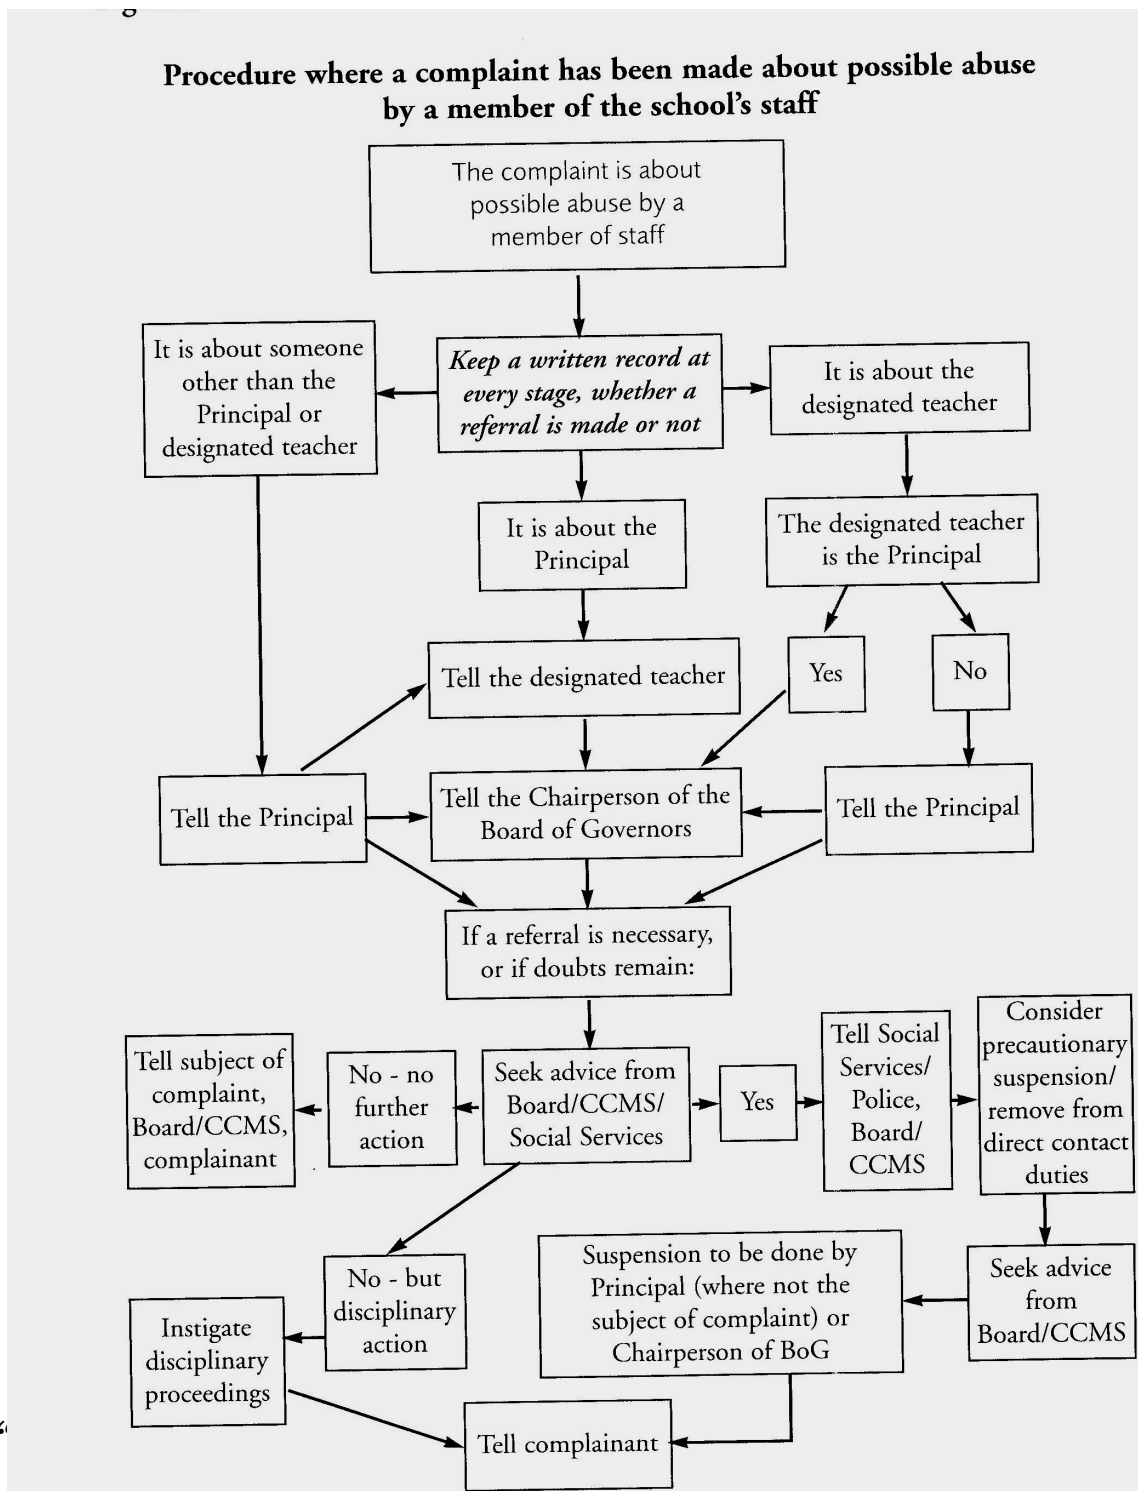 Procedure where a complaint has been made about possible abuse
by a member of the school's staff
The complaint is about
possible abuse by a
member of staff
It is about someone
other than the
Principal or
designated teacher
Keep a written record at
every stage, whether a
referral is made or not
It is about the
designated teacher
It is about the
Principal
The designated teacher
is the Principal
Tell the designated teacher
Yes
No
Tell the Principal
Tell the Chairperson of the
Board of Governors
Tell the Principal
If a referral is necessary,
or if doubts remain:
Tell subject of
complaint,
Board/CCMS,
complainant
No - no
further
action
Seek advice from
Board/CCMS/
Social Services
Yes
Tell Social
Services/
Police,
Board/
CCMS
Consider
precautionary
suspension/
remove from
direct contact
duties
Instigate
disciplinary
proceedings
No - but
disciplinary
action
Suspension to be done by
Principal (where not the
subject of complaint) or
Chairperson of BoG
Seek advice
from
Board/CCMS
Tell complainant